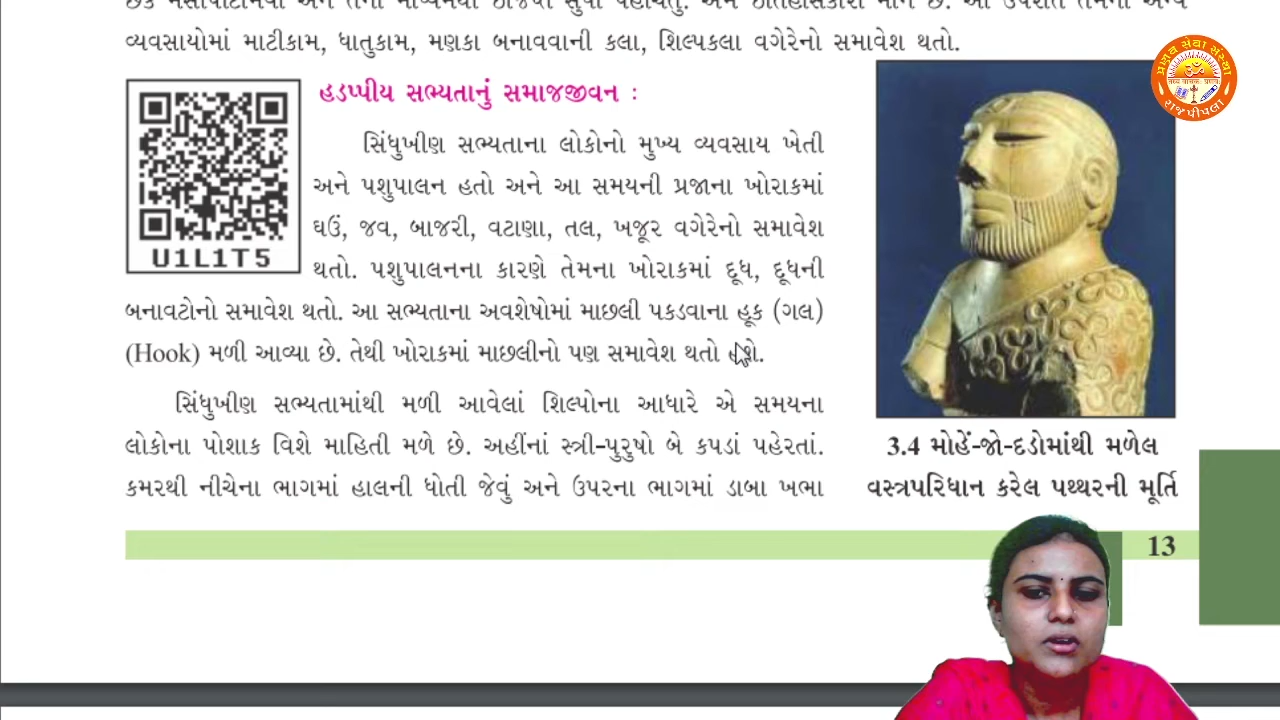 વ્યવસાયોમાં માટીકામ, ધાતુકામ, મણકા બનાવવાની કલા, શિલ્પકલા વગેરેનો સમાવેશ થતો.
હડપ્પીય સભ્યતાનું સમાજજીવન :
સિંધુખીણ સભ્યતાના લોકોનો મુખ્ય વ્યવસાય ખેતી
અને પશુપાલન હતો અને આ સમયની પ્રજાના ખોરાકમાં
ઘઉં, જવ, બાજરી, વટાણા, તલ, ખજૂર વગેરેનો સમાવેશ
U1L1T5
થતો. પશુપાલનના કારણે તેમના ખોરાકમાં દૂધ, દૂધની
બનાવટોનો સમાવેશ થતો. આ સભ્યતાના અવશેષોમાં માછલી પકડવાના હૂક (ગલ)
(Hook) મળી આવ્યા છે. તેથી ખોરાકમાં માછલીનો પણ સમાવેશ થતો હશે.
સિંધુખીણ સભ્યતામાંથી મળી આવેલાં શિલ્પોના આધારે એ સમયના
લોકોના પોશાક વિશે માહિતી મળે છે. અહીંનાં સ્ત્રી-પુરુષો બે કપડાં પહેરતાં.
કમરથી નીચેના ભાગમાં હાલની ધોતી જેવું અને ઉપરના ભાગમાં ડાબા ખભા
3.4 મોહેં-જો-દડોમાંથી મળેલ
વસ્ત્રપરિધાન કરેલ પથ્થરની મૂર્તિ
13
પ્રણવ સેવા સંસ્થા
રાજપીપલા